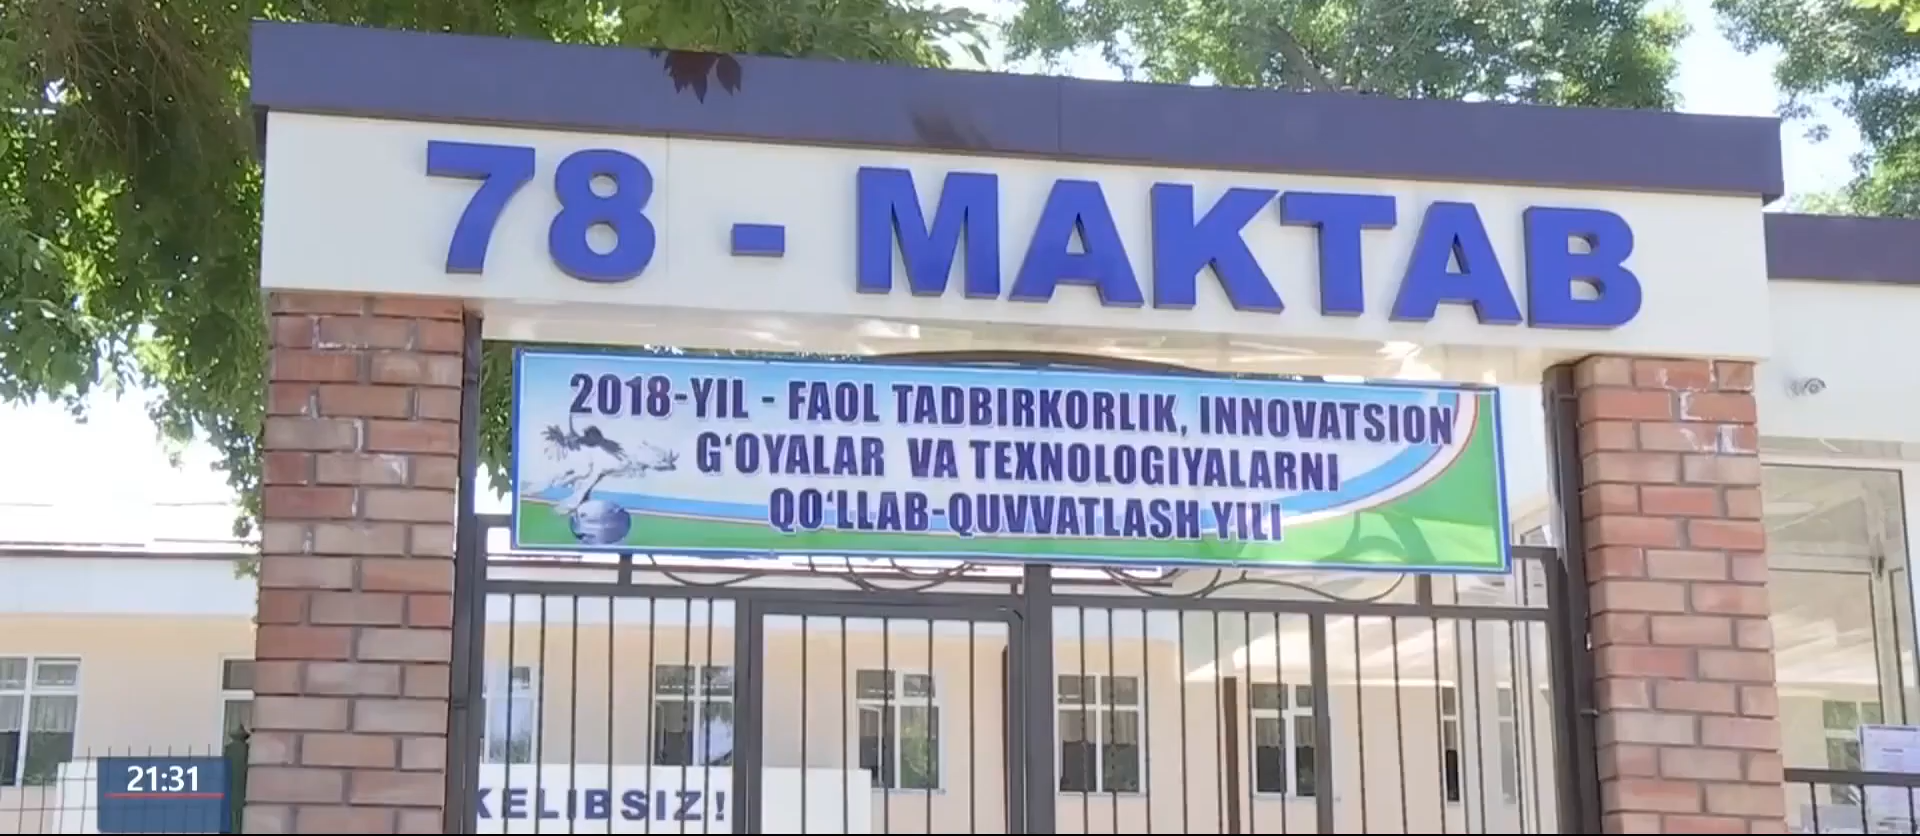 78 - MAKTAB
2018-YIL - FAOL TADBIRKORLIK, INNOVATSION
G‘OYALAR VA TEXNOLOGIYALARNI
QO‘LLAB-QUVVATLASH YILI
KELIBSIZ!
21:31